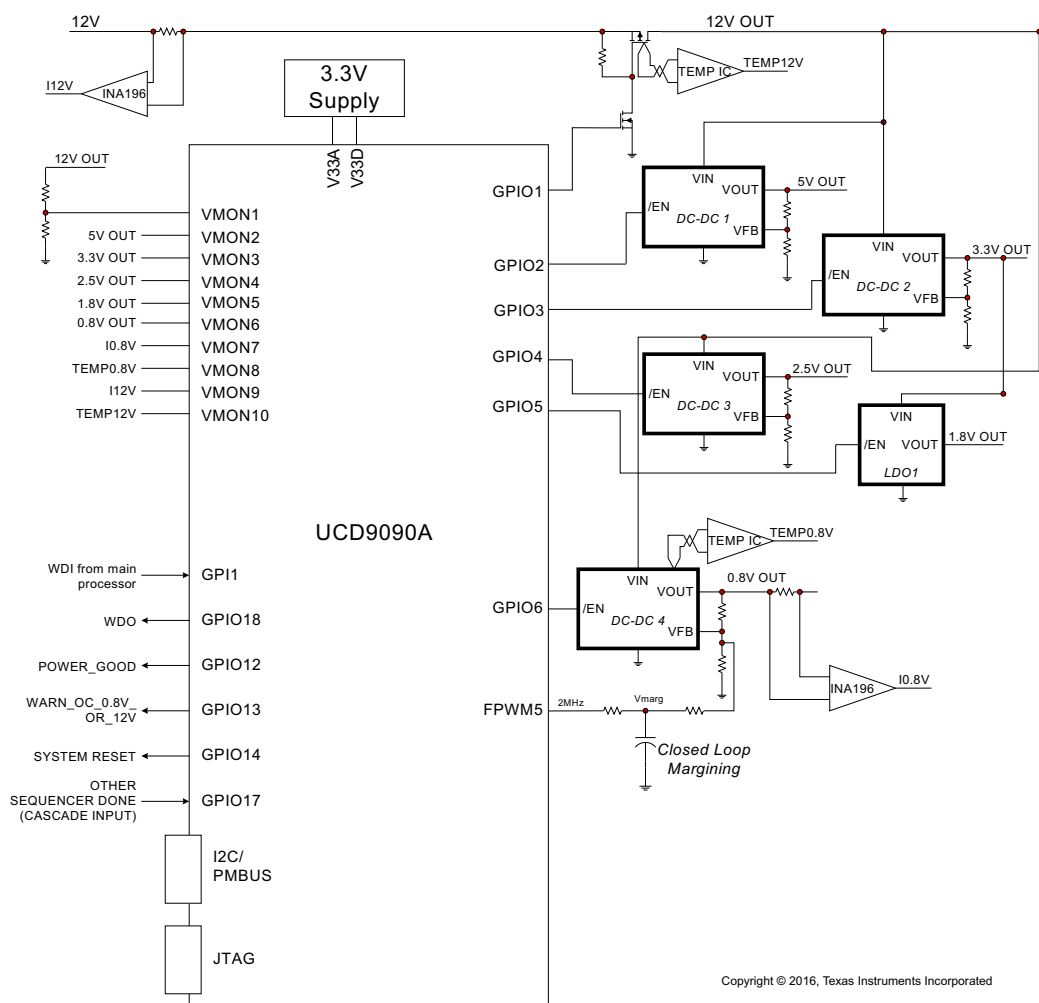 12V
12V OUT
I12V
INA196
3.3V
Supply
V33A
V33D
TEMP IC
TEMP12V
12V OUT
VMON1
5V OUT
VMON2
3.3V OUT
VMON3
2.5V OUT
VMON4
1.8V OUT
VMON5
0.8V OUT
VMON6
I0.8V
VMON7
TEMP0.8V
VMON8
I12V
VMON9
TEMP12V
VMON10
GPIO1
GPIO2
GPIO3
GPIO4
GPIO5
VIN
VOUT
5V OUT
/EN
DC-DC 1
VFB
VIN
VOUT
3.3V OUT
/EN
DC-DC 2
VFB
VIN
VOUT
2.5V OUT
/EN
DC-DC 3
VFB
VIN
/EN
VOUT
1.8V OUT
LDO1
UCD9090A
TEMP IC
TEMP0.8V
WDI from main
processor
GPI1
WDO
GPIO18
POWER_GOOD
GPIO12
WARN_OC_0.8V_
OR_12V
GPIO13
SYSTEM RESET
GPIO14
OTHER
SEQUENCER DONE
(CASCADE INPUT)
GPIO17
GPIO6
VIN
VOUT
0.8V OUT
/EN
DC-DC 4
VFB
INA196
I0.8V
FPWM5
2MHz
Vmarg
Closed Loop
Margining
I2C/
PMBUS
JTAG
Copyright © 2016, Texas Instruments Incorporated